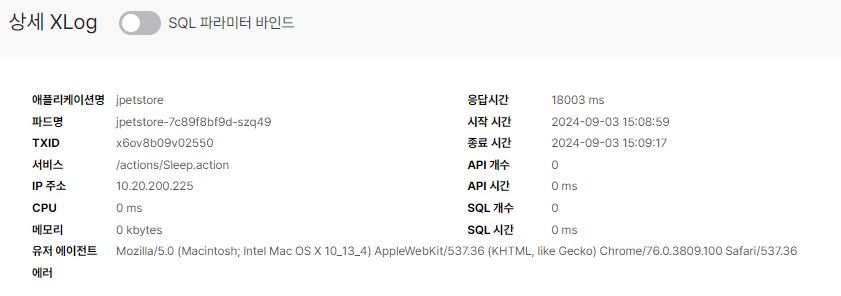 상세 XLog SQL 파라미터 바인드
애플리케이션명 jpetstore 응답시간 18003 ms
파드명 jpetstore-7c89f8bf9d-szq49 시작 시간 2024-09-03 15:08:59
TXID x6ov8b09v02550 종료 시간 2024-09-03 15:09:17
서비스 /actions/Sleep.action API 개수 0
IP 주소 10.20.200.225 API 시간 0 ms
CPU 0 ms SQL 개수 0
메모리 0 kbytes SQL 시간 0 ms
유저 에이전트 Mozilla/5.0 (Macintosh; Intel Mac OS X 10_13_4) AppleWebKit/537.36 (KHTML, like Gecko) Chrome/76.0.3809.100 Safari/537.36
에러